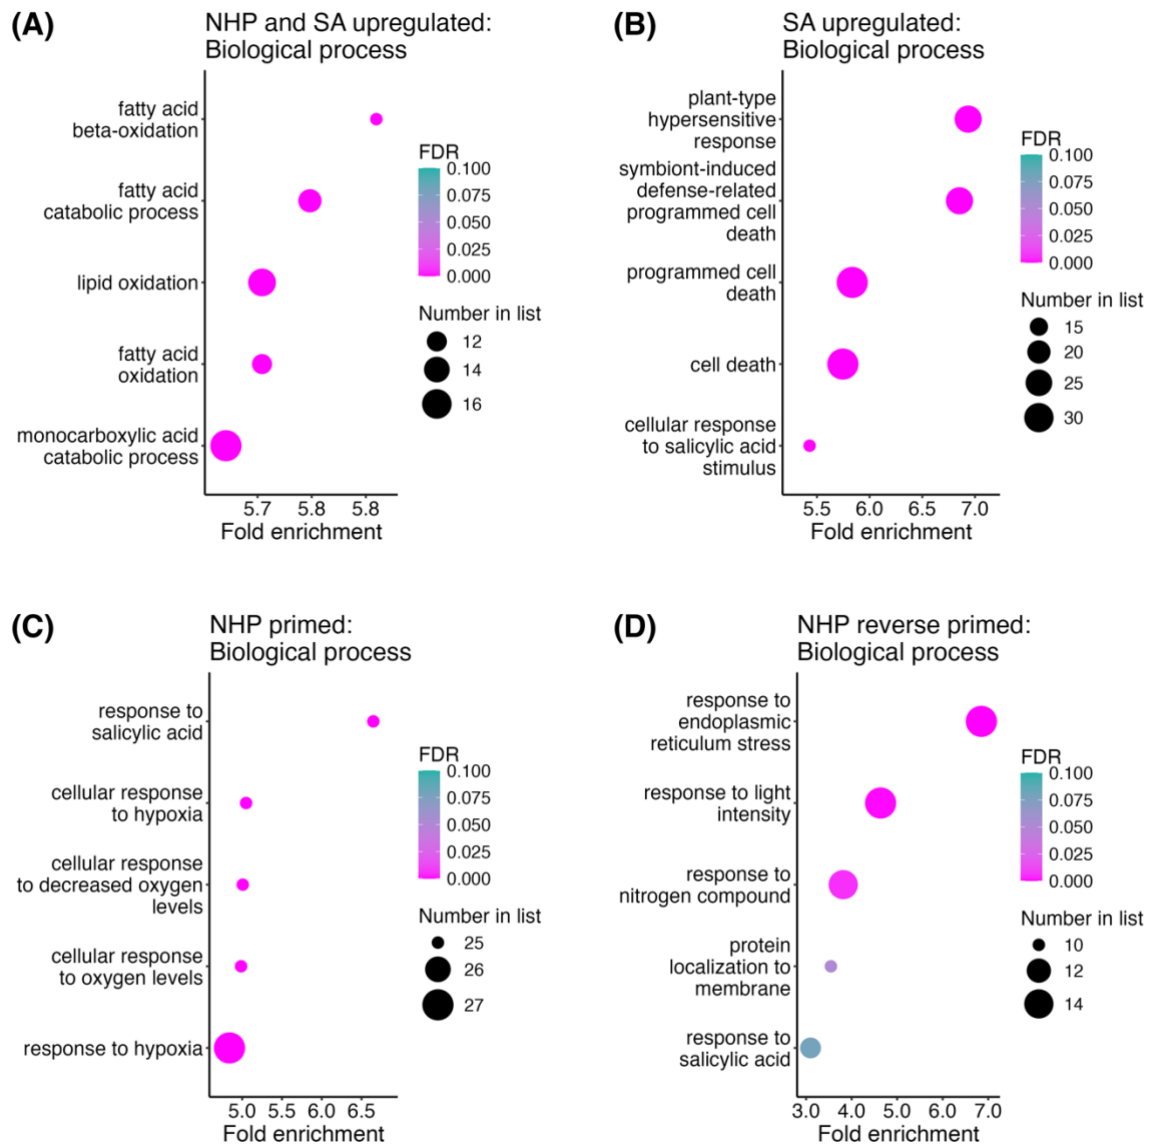 (A)
NHP and SA upregulated:
Biological process
fatty acid
beta-oxidation
fatty acid
catabolic process
lipid oxidation
fatty acid
oxidation
monocarboxylic acid
catabolic process
5.7 5.8 5.8
Fold enrichment
FDR
0.100
0.075
0.050
0.025
0.000
Number in list
12
14
16
(B)
SA upregulated:
Biological process
plant-type
hypersensitive
response
symbiont-induced
defense-related
programmed cell
death
programmed cell
death
cell death
cellular response
to salicylic acid
stimulus
5.5 6.0 6.5 7.0
Fold enrichment
FDR
0.100
0.075
0.050
0.025
0.000
Number in list
15
20
25
30
(C)
NHP primed:
Biological process
response to
salicylic acid
cellular response
to hypoxia
cellular response
to decreased oxygen
levels
cellular response
to oxygen levels
response to hypoxia
5.0 5.5 6.0 6.5
Fold enrichment
FDR
0.100
0.075
0.050
0.025
0.000
Number in list
25
26
27
(D)
NHP reverse primed:
Biological process
response to
endoplasmic
reticulum stress
response to light
intensity
response to
nitrogen compound
protein
localization to
membrane
response to
salicylic acid
3.0 4.0 5.0 6.0 7.0
Fold enrichment
FDR
0.100
0.075
0.050
0.025
0.000
Number in list
10
12
14